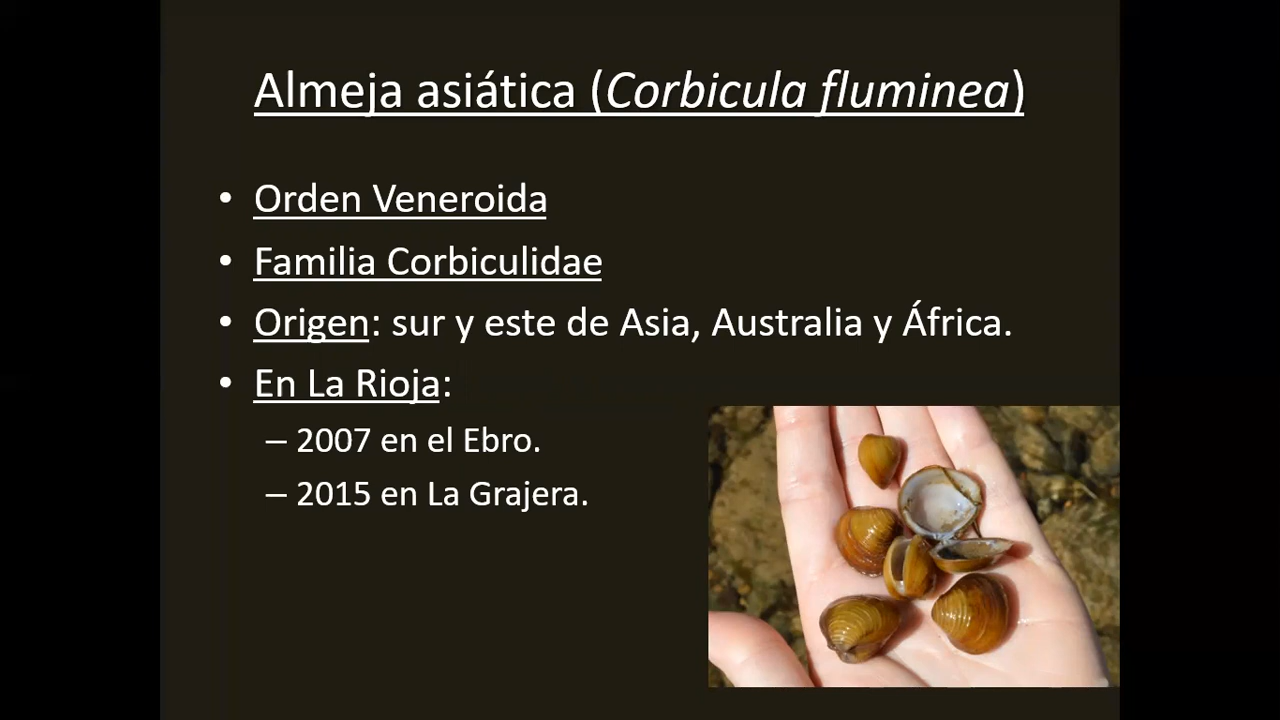 Almeja asiática (Corbicula fluminea)
• Orden Veneroida
• Familia Corbiculidae
• Origen: sur y este de Asia, Australia y África.
• En La Rioja:
– 2007 en el Ebro.
– 2015 en La Grajera.